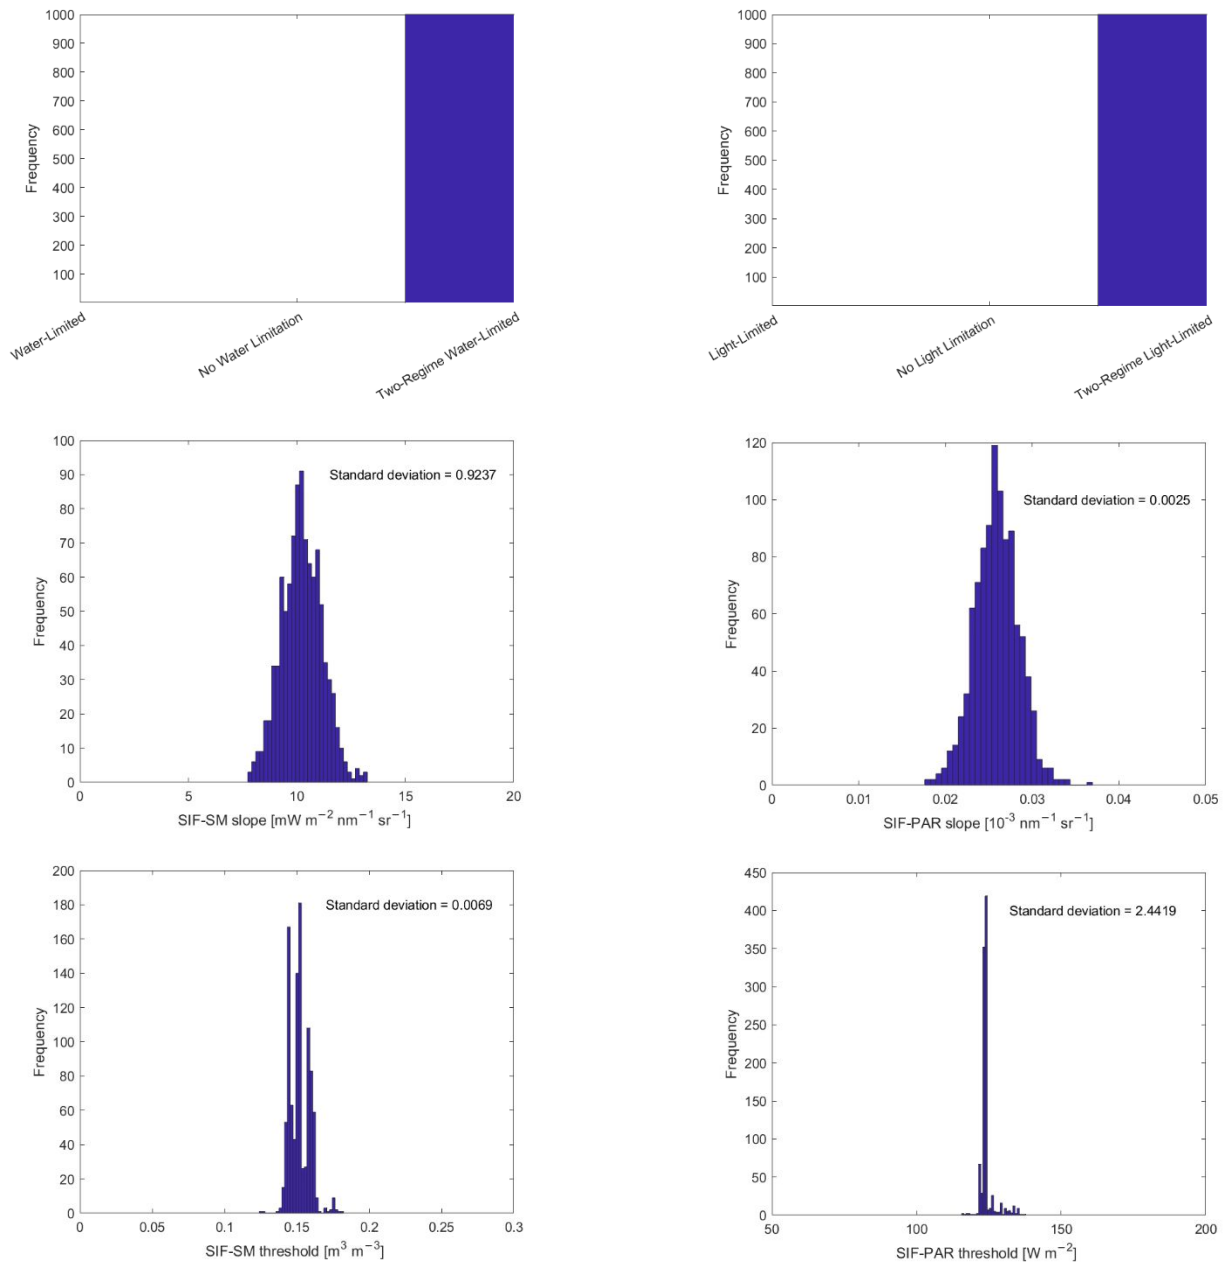 1000
900
800
700
600
500
400
300
200
100
Frequency
Water-Limited
No Water Limitation
Two-Regime Water-Limited
1000
900
800
700
600
500
400
300
200
100
Frequency
Light-Limited
No Light Limitation
Two-Regime Light-Limited
100
90
80
70
60
50
40
30
20
10
0
Frequency
Standard deviation = 0.9237
0 5 10 15 20
SIF-SM slope [mW m⁻² nm⁻¹ sr⁻¹]
120
100
80
60
40
20
0
Frequency
Standard deviation = 0.0025
0 0.01 0.02 0.03 0.04 0.05
SIF-PAR slope [10⁻³ nm⁻¹ sr⁻¹]
200
180
160
140
120
100
80
60
40
20
0
Frequency
Standard deviation = 0.0069
0 0.05 0.1 0.15 0.2 0.25 0.3
SIF-SM threshold [m³ m⁻³]
450
400
350
300
250
200
150
100
50
0
Frequency
Standard deviation = 2.4419
50 100 150 200
SIF-PAR threshold [W m⁻²]